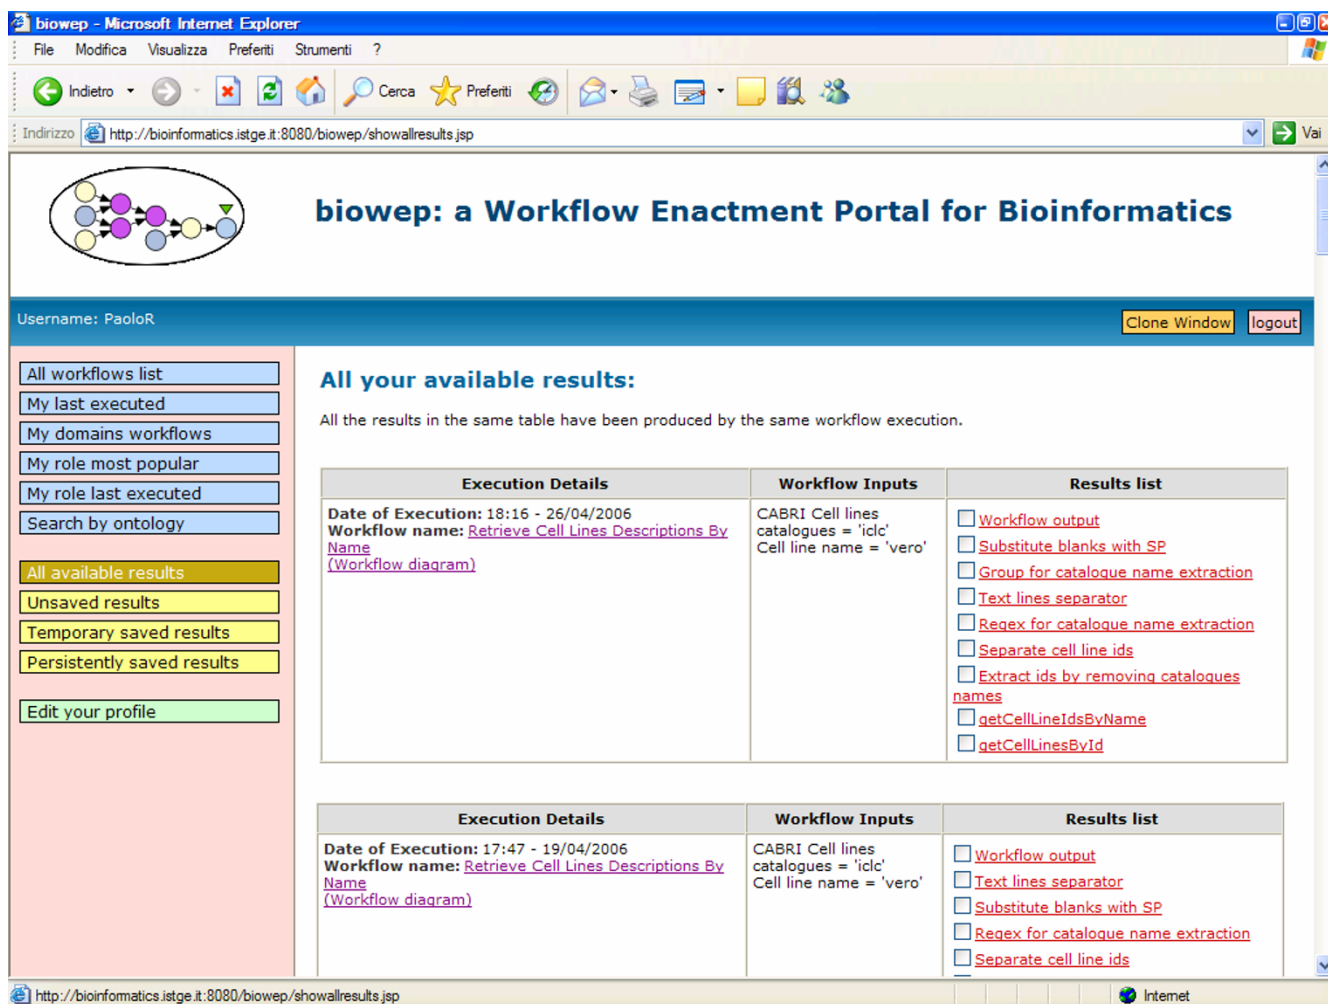 biowep - Microsoft Internet Explorer
File Modifica Visualizza Preferiti Strumenti ?
Indietro Cerca Preferiti
Indirizzo http://bioinformatics.istge.it:8080/biowep/showallresults.jsp Vai
biowep: a Workflow Enactment Portal for Bioinformatics
Username: PaoloR Clone Window logout
All workflows list
My last executed
My domains workflows
My role most popular
My role last executed
Search by ontology
All available results
Unsaved results
Temporary saved results
Persistently saved results
Edit your profile
All your available results:
All the results in the same table have been produced by the same workflow execution.
Execution Details Workflow Inputs Results list
Date of Execution: 18:16 - 26/04/2006
Workflow name: Retrieve Cell Lines Descriptions By
Name
(Workflow diagram)
CABRI Cell lines
catalogues = 'iclc'
Cell line name = 'vero'
Workflow output
Substitute blanks with SP
Group for catalogue name extraction
Text lines separator
Regex for catalogue name extraction
Separate cell line ids
Extract ids by removing catalogues
names
getCellLineIdsByName
getCellLinesById
Execution Details Workflow Inputs Results list
Date of Execution: 17:47 - 19/04/2006
Workflow name: Retrieve Cell Lines Descriptions By
Name
(Workflow diagram)
CABRI Cell lines
catalogues = 'iclc'
Cell line name = 'vero'
Workflow output
Text lines separator
Substitute blanks with SP
Regex for catalogue name extraction
Separate cell line ids
http://bioinformatics.istge.it:8080/biowep/showallresults.jsp Internet